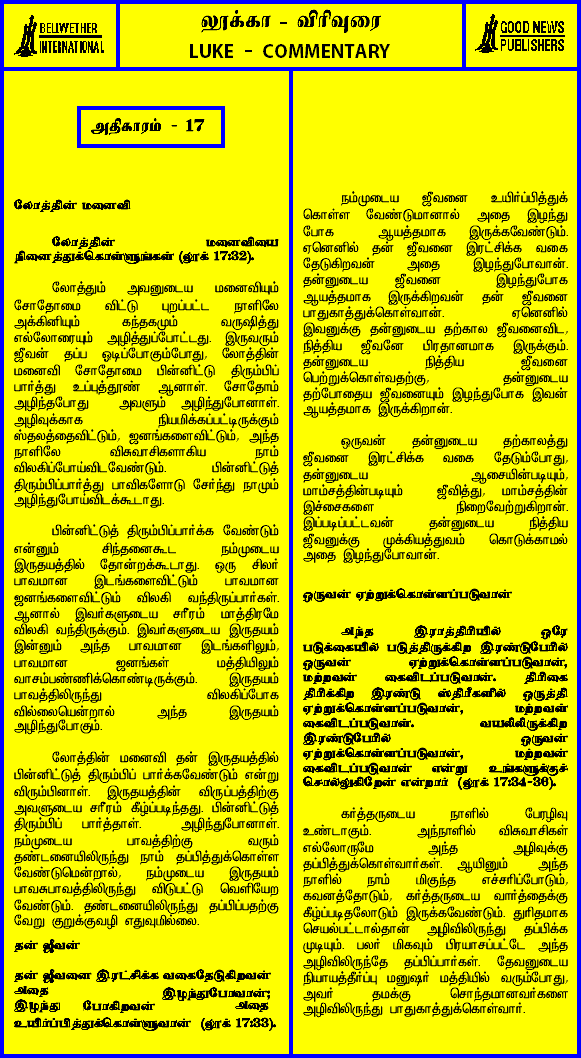 BELWETHER
INTERNATIONAL
லூக்கா - விரிவுரை
LUKE - COMMENTARY
GOOD NEWS
PUBLISHERS
அதிகாரம் - 17
லோத்தின் மனைவி
லோத்தின் மனைவியை
நினைத்துக்கொள்ளுங்கள் (லூக் 17:32).
லோத்தும் அவனுடைய மனைவியும்
சோதோமை விட்டு புறப்பட்ட நாளிலே
அக்கினியும் கந்தகமும் வருஷித்து
எல்லோரையும் அழித்துப்போட்டது. இருவரும்
ஜீவன் தப்ப ஓடிப்போகும்போது, லோத்தின்
மனைவி சோதோமை பின்னிட்டு திரும்பிப்
பார்த்து உப்புத்தூண் ஆனாள். சோதோம்
அழிந்தபோது அவளும் அழிந்துபோனாள்.
அழிவுக்காக நியமிக்கப்பட்டிருக்கும்
ஸ்தலத்தைவிட்டும், ஜனங்களைவிட்டும், அந்த
நாளிலே விசுவாசிகளாகிய நாம்
விலகிப்போய்விடவேண்டும். பின்னிட்டுத்
திரும்பிப்பார்த்து பாவிகளோடு சேர்ந்து நாமும்
அழிந்துபோய்விடக்கூடாது.
பின்னிட்டுத் திரும்பிப்பார்க்க வேண்டும்
என்னும் சிந்தனைகூட நம்முடைய
இருதயத்தில் தோன்றக்கூடாது. ஒரு சிலர்
பாவமான இடங்களைவிட்டும் பாவமான
ஜனங்களைவிட்டும் விலகி வந்திருப்பார்கள்.
ஆனால் இவர்களுடைய சரீரம் மாத்திரமே
விலகி வந்திருக்கும். இவர்களுடைய இருதயம்
இன்னும் அந்த பாவமான இடங்களிலும்,
பாவமான ஜனங்கள் மத்தியிலும்
வாசம்பண்ணிக்கொண்டிருக்கும். இருதயம்
பாவத்திலிருந்து விலகிப்போக
வில்லையென்றால் அந்த இருதயம்
அழிந்துபோகும்.
லோத்தின் மனைவி தன் இருதயத்தில்
பின்னிட்டுத் திரும்பிப் பார்க்கவேண்டும் என்று
விரும்பினாள். இருதயத்தின் விருப்பத்திற்கு
அவளுடைய சரீரம் கீழ்ப்படிந்தது. பின்னிட்டுத்
திரும்பிப் பார்த்தாள். அழிந்துபோனாள்.
நம்முடைய பாவத்திற்கு வரும்
தண்டனையிலிருந்து நாம் தப்பித்துக்கொள்ள
வேண்டுமென்றால், நம்முடைய இருதயம்
பாவசுபாவத்திலிருந்து விடுபட்டு வெளியேற
வேண்டும். தண்டனையிலிருந்து தப்பிப்பதற்கு
வேறு குறுக்குவழி எதுவுமில்லை.
தன் ஜீவன்
தன் ஜீவனை இரட்சிக்க வகைதேடுகிறவன்
அதை இழந்துபோவான்;
இழந்து போகிறவன் அதை
உயிர்ப்பித்துக்கொள்ளுவான் (லூக் 17:33).
நம்முடைய ஜீவனை உயிர்ப்பித்துக்
கொள்ள வேண்டுமானால் அதை இழந்து
போக ஆயத்தமாக இருக்கவேண்டும்.
ஏனெனில் தன் ஜீவனை இரட்சிக்க வகை
தேடுகிறவன் அதை இழந்துபோவான்.
தன்னுடைய ஜீவனை இழந்துபோக
ஆயத்தமாக இருக்கிறவன் தன் ஜீவனை
பாதுகாத்துக்கொள்வான். ஏனெனில்
இவனுக்கு தன்னுடைய தற்கால ஜீவனைவிட,
நித்திய ஜீவனே பிரதானமாக இருக்கும்.
தன்னுடைய நித்திய ஜீவனை
பெற்றுக்கொள்வதற்கு, தன்னுடைய
தற்போதைய ஜீவனையும் இழந்துபோக இவன்
ஆயத்தமாக இருக்கிறான்.
ஒருவன் தன்னுடைய தற்காலத்து
ஜீவனை இரட்சிக்க வகை தேடும்போது,
தன்னுடைய ஆசையின்படியும்,
மாம்சத்தின்படியும் ஜீவித்து, மாம்சத்தின்
இச்சைகளை நிறைவேற்றுகிறான்.
இப்படிப்பட்டவன் தன்னுடைய நித்திய
ஜீவனுக்கு முக்கியத்துவம் கொடுக்காமல்
அதை இழந்துபோவான்.
ஒருவன் ஏற்றுக்கொள்ளப்படுவான்
அந்த இராத்திரியில் ஒரே
படுக்கையில் படுத்திருக்கிற இரண்டுபேரில்
ஒருவன் ஏற்றுக்கொள்ளப்படுவான்,
மற்றவன் கைவிடப்படுவான். திரிகை
திரிக்கிற இரண்டு ஸ்திரீகளில் ஒருத்தி
ஏற்றுக்கொள்ளப்படுவாள், மற்றவள்
கைவிடப்படுவாள். வயலிலிருக்கிற
இரண்டுபேரில் ஒருவன்
ஏற்றுக்கொள்ளப்படுவான், மற்றவன்
கைவிடப்படுவான் என்று உங்களுக்குச்
சொல்லுகிறேன் என்றார் (லூக் 17:34-36).
கர்த்தருடைய நாளில் பேரழிவு
உண்டாகும். அந்நாளில் விசுவாசிகள்
எல்லோருமே அந்த அழிவுக்கு
தப்பித்துக்கொள்வார்கள். ஆயினும் அந்த
நாளில் நாம் மிகுந்த எச்சரிப்போடும்,
கவனத்தோடும், கர்த்தருடைய வார்த்தைக்கு
கீழ்ப்படிதலோடும் இருக்கவேண்டும். துரிதமாக
செயல்பட்டால்தான் அழிவிலிருந்து தப்பிக்க
முடியும். பலர் மிகவும் பிரயாசப்பட்டே அந்த
அழிவிலிருந்தே தப்பிப்பார்கள். தேவனுடைய
நியாயத்தீர்ப்பு மனுஷர் மத்தியில் வரும்போது,
அவர் தமக்கு சொந்தமானவர்களை
அழிவிலிருந்து பாதுகாத்துக்கொள்வார்.